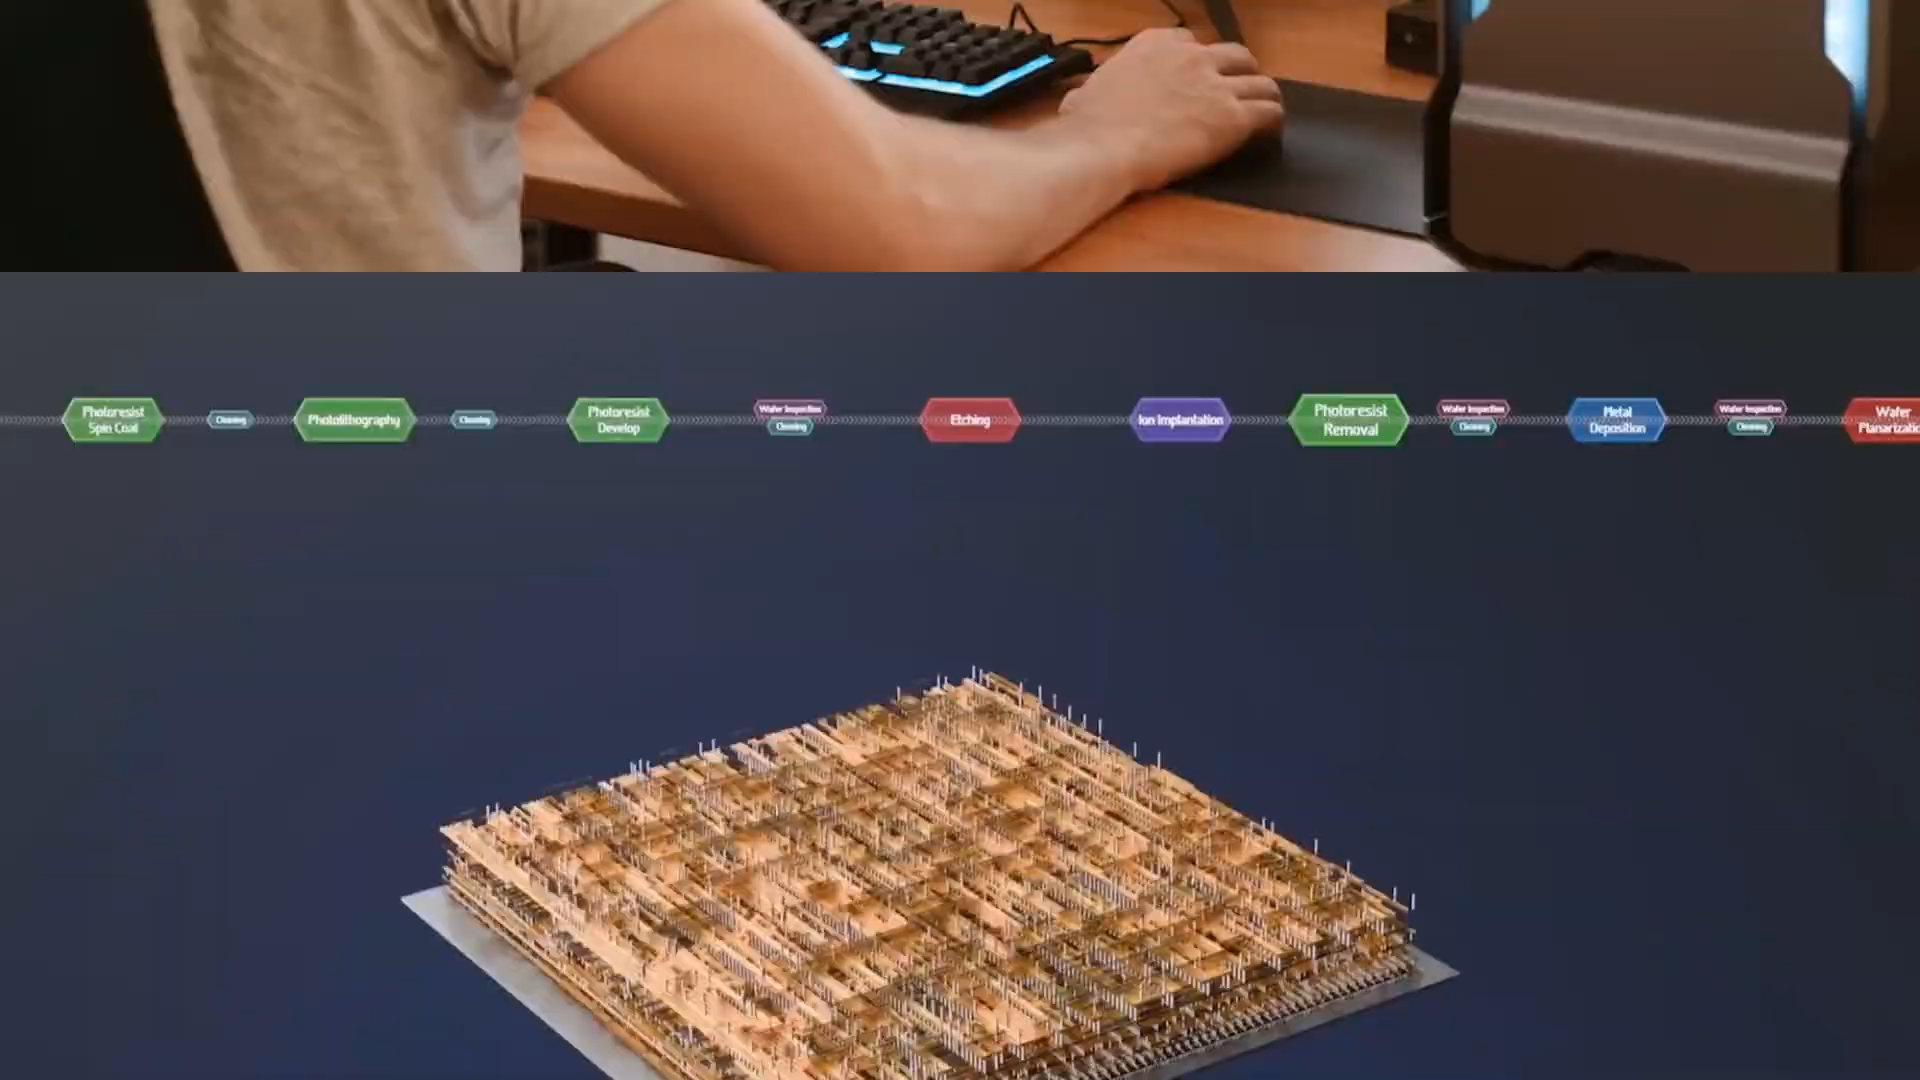 Photoresist
Spin Coat
Cleaning
Photolithography
Cleaning
Photoresist
Develop
Wafer Inspection
Cleaning
Etching
Ion Implantation
Photoresist
Removal
Wafer Inspection
Cleaning
Metal
Deposition
Wafer Inspection
Cleaning
Wafer
Planarizatio